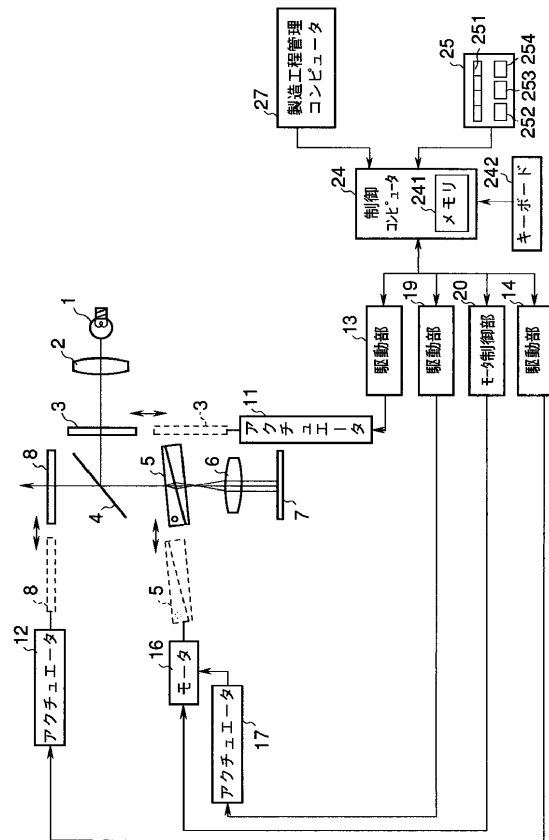 1
2
3
3
4
5
5
6
7
8
8
11
アクチュエータ
12
アクチュエータ
16
モータ
17
アクチュエータ
13
駆動部
19
駆動部
20
モータ制御部
14
駆動部
24
制御
コンピュータ
241
メモリ
242
キーボード
27
製造工程管理
コンピュータ
25
251
252
253
254